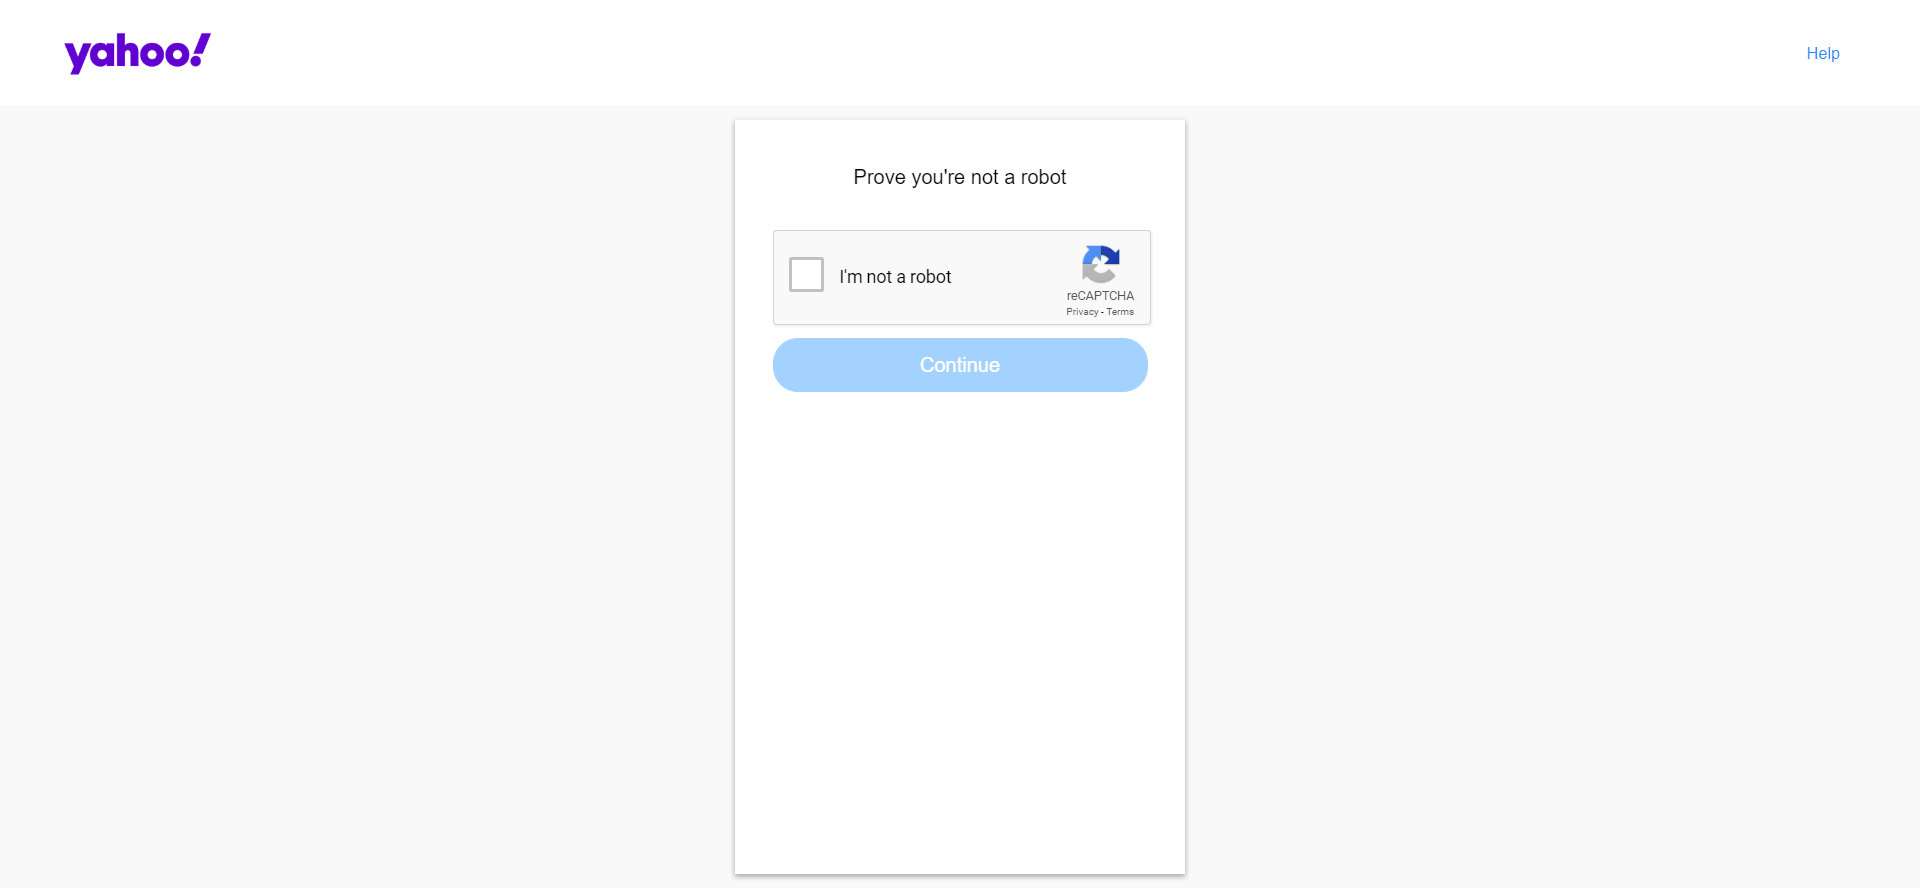 yahoo!
Help
Prove you're not a robot
I'm not a robot
reCAPTCHA
Privacy - Terms
Continue